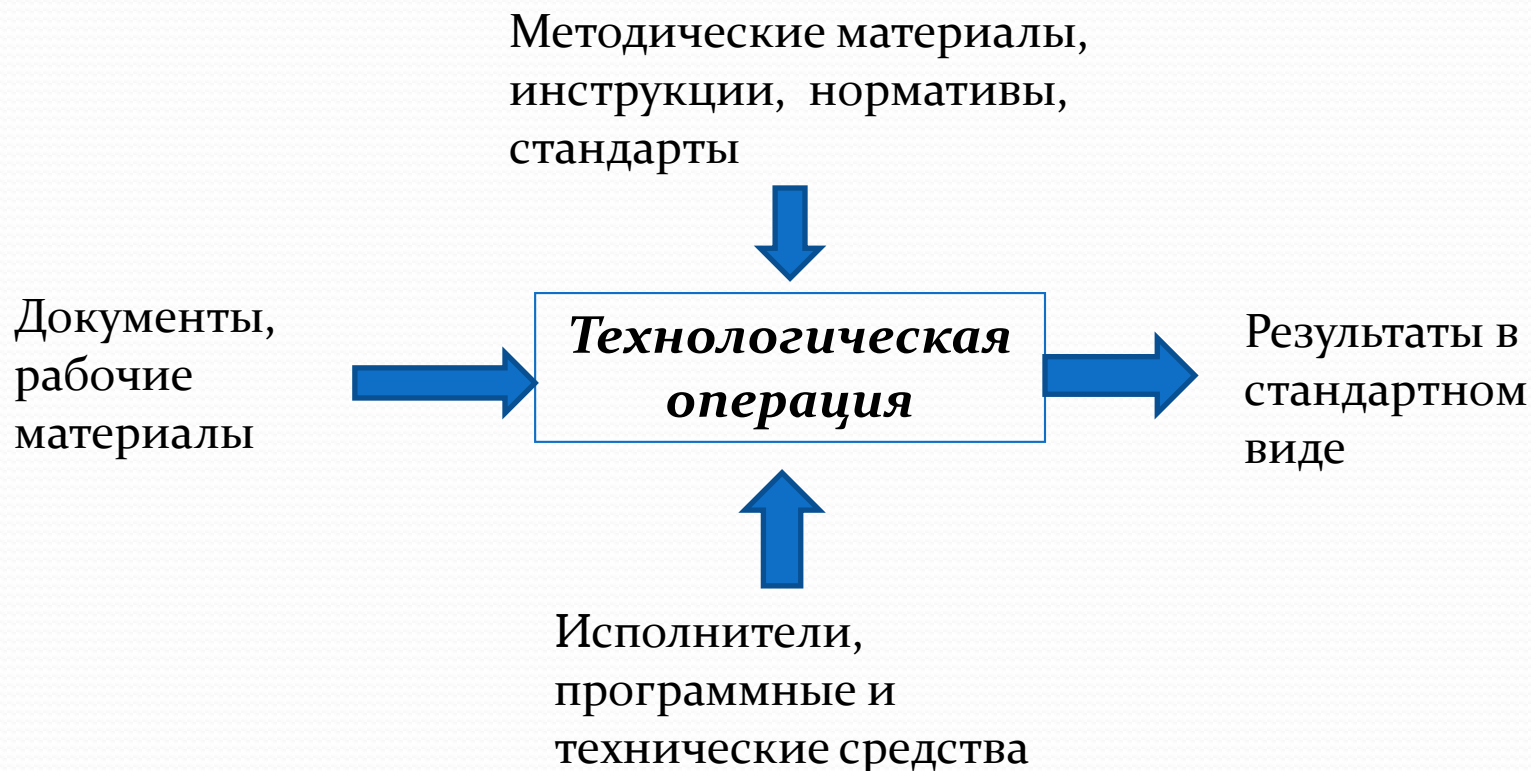 Методические материалы,
инструкции, нормативы,
стандарты
Документы,
рабочие
материалы
Технологическая
операция
Результаты в
стандартном
виде
Исполнители,
программные и
технические средства